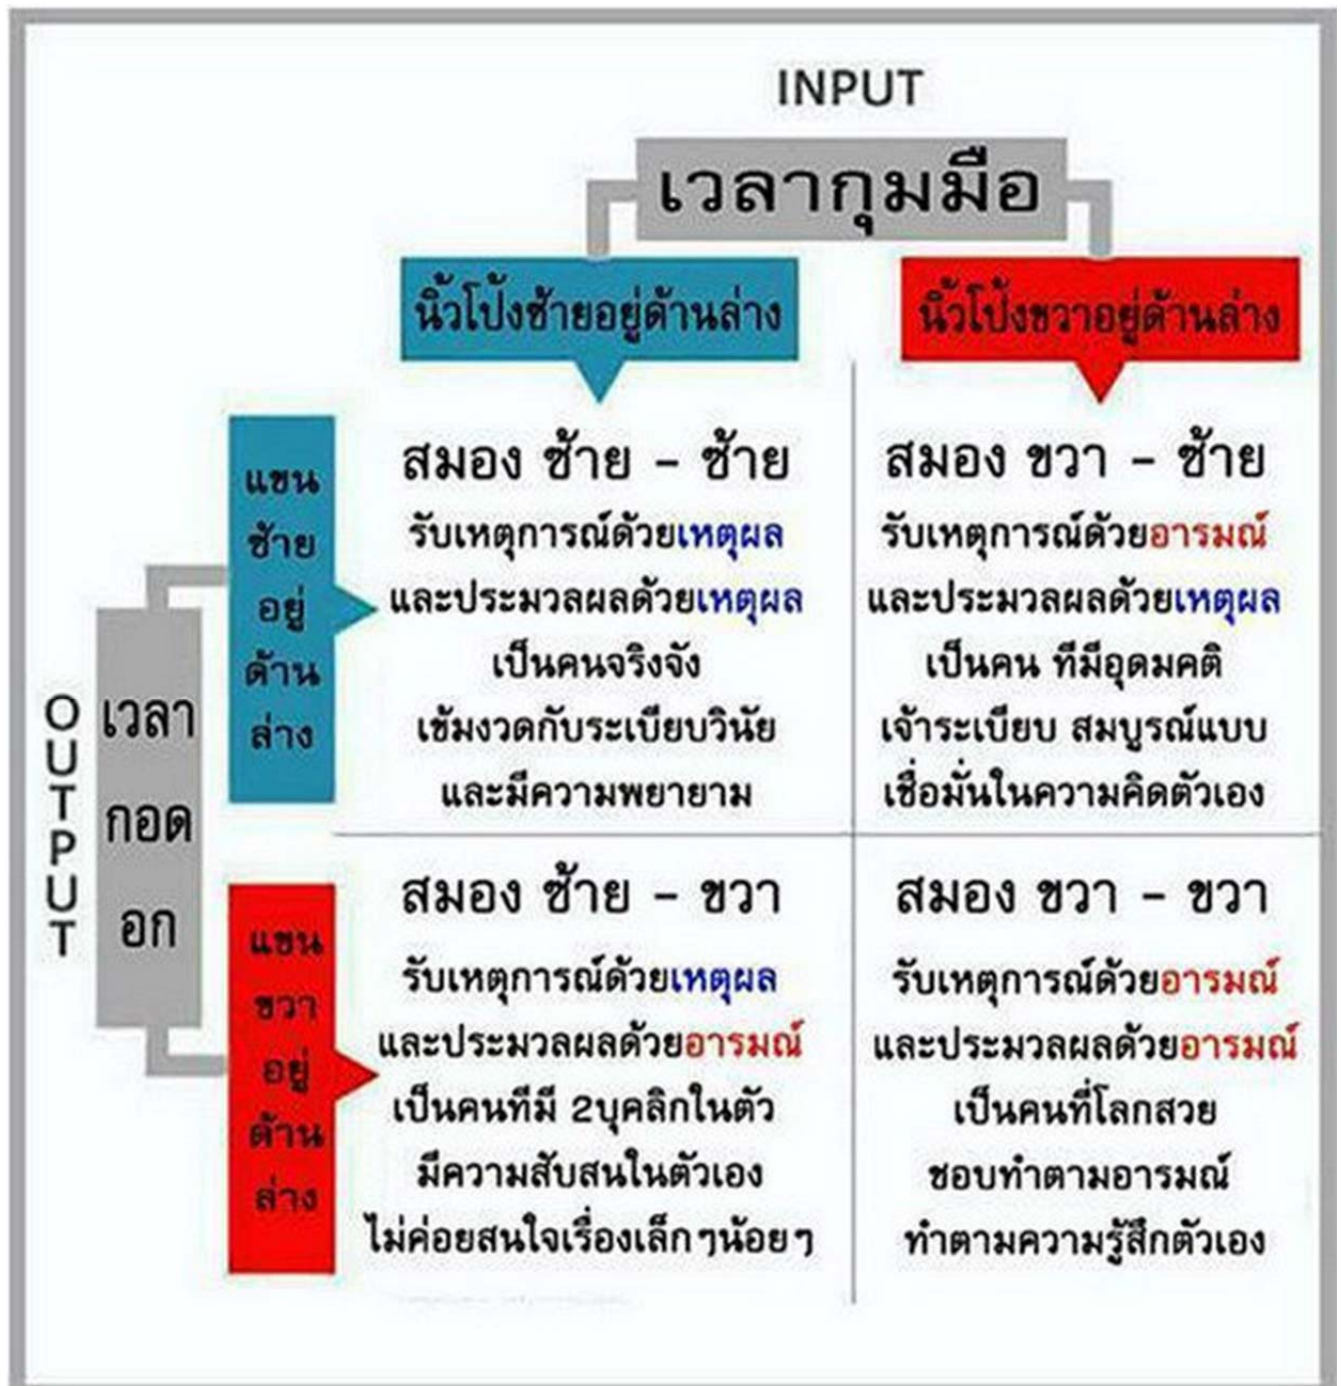 INPUT
เวลากุมมือ
นิ้วโป้งซ้ายอยู่ด้านล่าง
นิ้วโป้งขวาอยู่ด้านล่าง
OUTPUT
เวลา
กอด
อก
แขน
ซ้าย
อยู่
ด้าน
ล่าง
สมอง ซ้าย - ซ้าย
รับเหตุการณ์ด้วยเหตุผล
และประมวลผลด้วยเหตุผล
เป็นคนจริงจัง
เข้มงวดกับระเบียบวินัย
และมีความพยายาม
สมอง ขวา - ซ้าย
รับเหตุการณ์ด้วยอารมณ์
และประมวลผลด้วยเหตุผล
เป็นคน ทีมีอุดมคติ
เจ้าระเบียบ สมบูรณ์แบบ
เชื่อมั่นในความคิดตัวเอง
แขน
ขวา
อยู่
ด้าน
ล่าง
สมอง ซ้าย - ขวา
รับเหตุการณ์ด้วยเหตุผล
และประมวลผลด้วยอารมณ์
เป็นคนทีมี 2บุคลิกในตัว
มีความสับสนในตัวเอง
ไม่ค่อยสนใจเรื่องเล็กๆน้อยๆ
สมอง ขวา - ขวา
รับเหตุการณ์ด้วยอารมณ์
และประมวลผลด้วยอารมณ์
เป็นคนที่โลกสวย
ชอบทำตามอารมณ์
ทำตามความรู้สึกตัวเอง